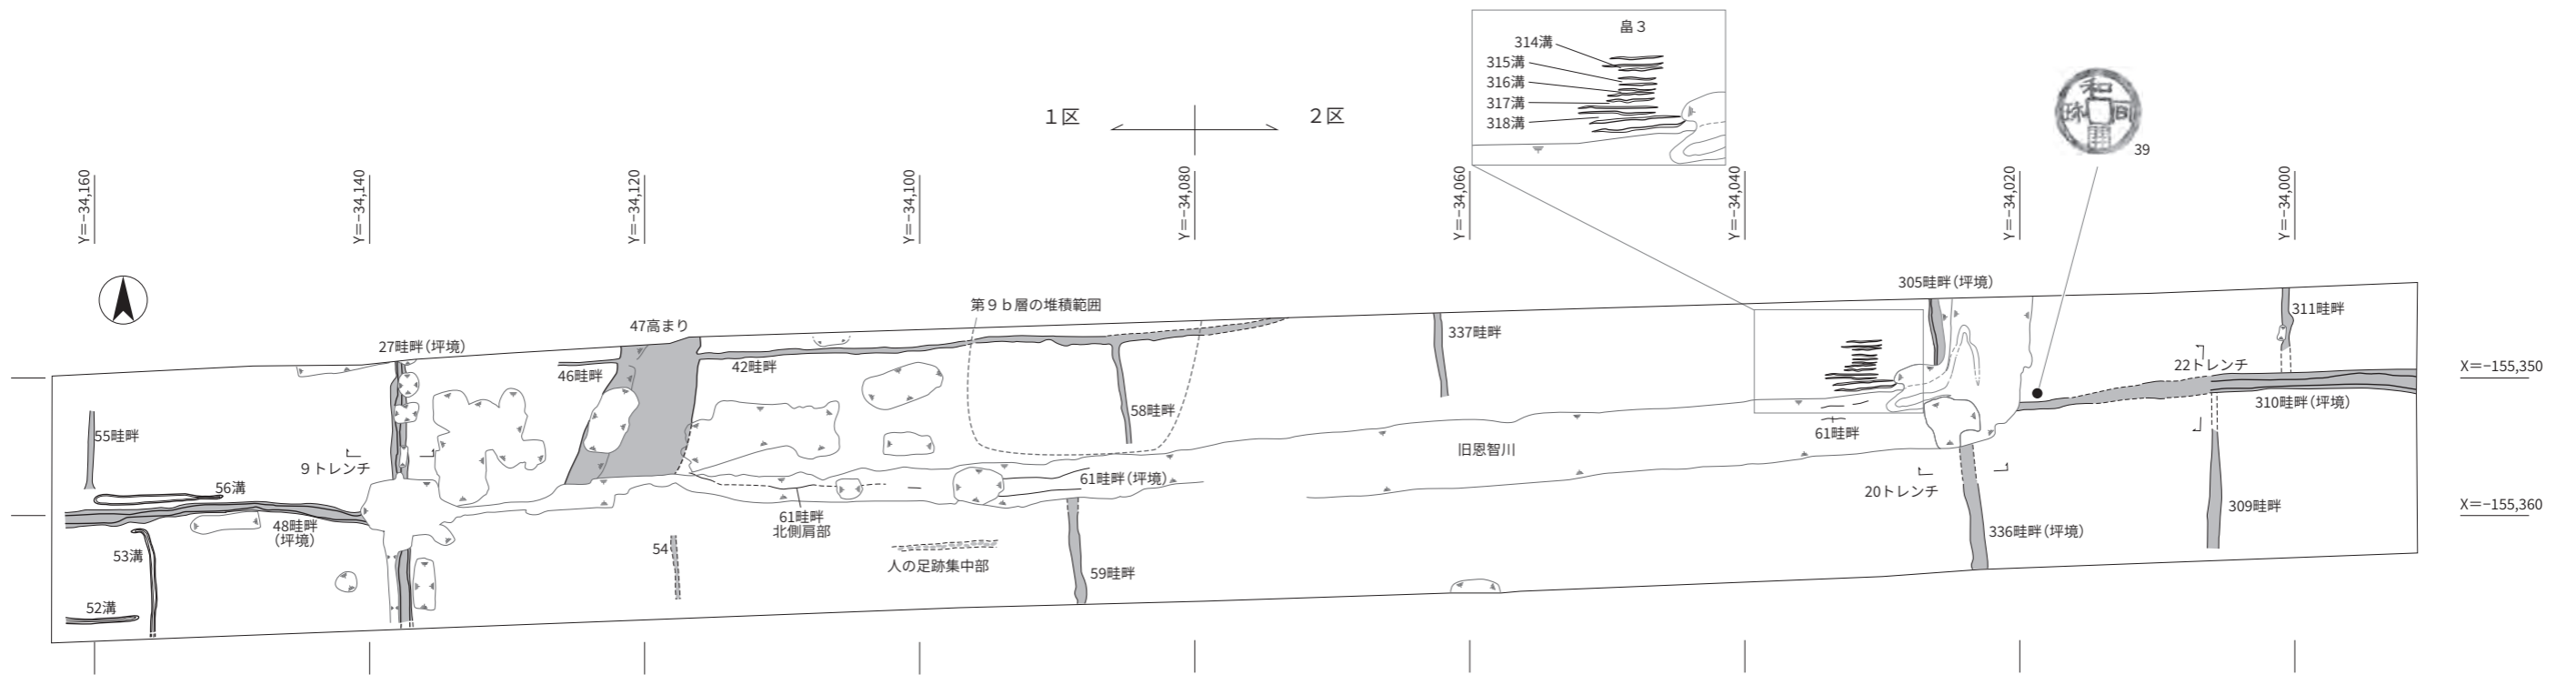 畠３
314溝
315溝
316溝
317溝
318溝
１区
２区
和
同
開
珎
39
Y＝−34,160
Y＝−34,140
Y＝−34,120
Y＝−34,100
Y＝−34,080
Y＝−34,060
Y＝−34,040
Y＝−34,020
Y＝−34,000
305畦畔（坪境）
第９ｂ層の堆積範囲
311畦畔
47高まり
337畦畔
27畦畔（坪境）
46畦畔
42畦畔
22トレンチ
X＝−155,350
310畦畔（坪境）
58畦畔
55畦畔
61畦畔
旧恩智川
９トレンチ
61畦畔（坪境）
56溝
20トレンチ
X＝−155,360
309畦畔
48畦畔
（坪境）
61畦畔
北側肩部
336畦畔（坪境）
53溝
54
人の足跡集中部
59畦畔
52溝